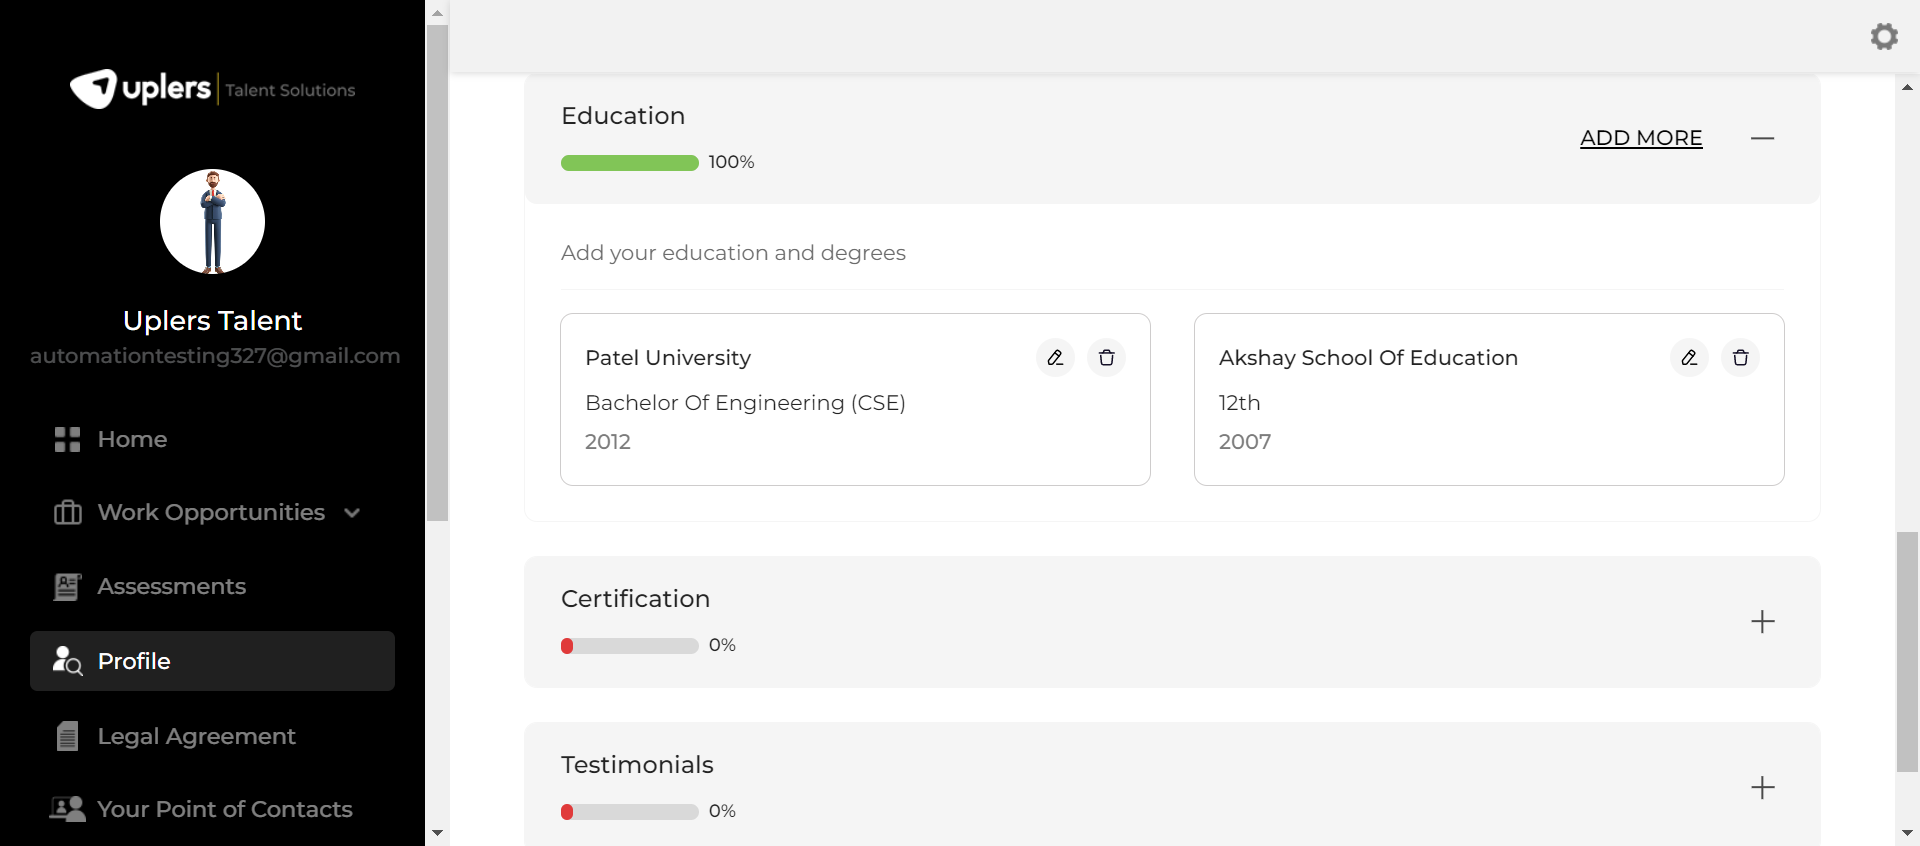 uplers Talent Solutions
Uplers Talent
automationtesting327@gmail.com
Home
Work Opportunities
Assessments
Profile
Legal Agreement
Your Point of Contacts
Education
100%
ADD MORE
Add your education and degrees
Patel University
Bachelor Of Engineering (CSE)
2012
Akshay School Of Education
12th
2007
Certification
0%
Testimonials
0%